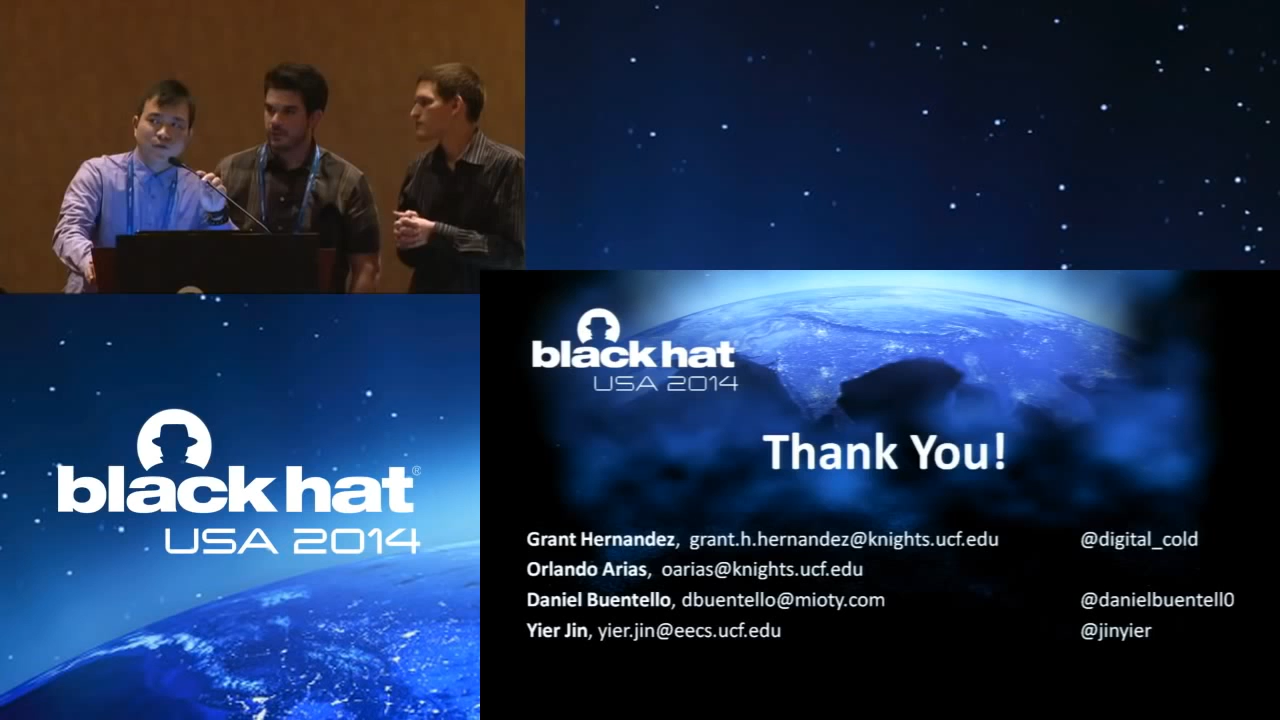 black hat®
USA 2014
black hat
USA 2014
Thank You!
Grant Hernandez, grant.h.hernandez@knights.ucf.edu @digital_cold
Orlando Arias, oarias@knights.ucf.edu
Daniel Buentello, dbuentello@mioty.com @danielbuentell0
Yier Jin, yier.jin@eecs.ucf.edu @jinyier